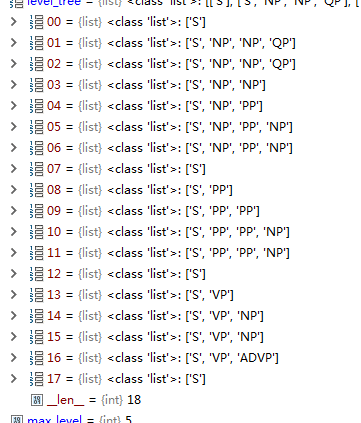 level_tree = {list} <class 'list'>: [['S'], ['S', 'NP', 'NP', 'QP'], [
00 = {list} <class 'list'>: ['S']
01 = {list} <class 'list'>: ['S', 'NP', 'NP', 'QP']
02 = {list} <class 'list'>: ['S', 'NP', 'NP', 'QP']
03 = {list} <class 'list'>: ['S', 'NP', 'NP']
04 = {list} <class 'list'>: ['S', 'NP', 'PP']
05 = {list} <class 'list'>: ['S', 'NP', 'PP', 'NP']
06 = {list} <class 'list'>: ['S', 'NP', 'PP', 'NP']
07 = {list} <class 'list'>: ['S']
08 = {list} <class 'list'>: ['S', 'PP']
09 = {list} <class 'list'>: ['S', 'PP', 'PP']
10 = {list} <class 'list'>: ['S', 'PP', 'PP', 'NP']
11 = {list} <class 'list'>: ['S', 'PP', 'PP', 'NP']
12 = {list} <class 'list'>: ['S']
13 = {list} <class 'list'>: ['S', 'VP']
14 = {list} <class 'list'>: ['S', 'VP', 'NP']
15 = {list} <class 'list'>: ['S', 'VP', 'NP']
16 = {list} <class 'list'>: ['S', 'VP', 'ADVP']
17 = {list} <class 'list'>: ['S']
__len__ = {int} 18
max_level = {int} 5